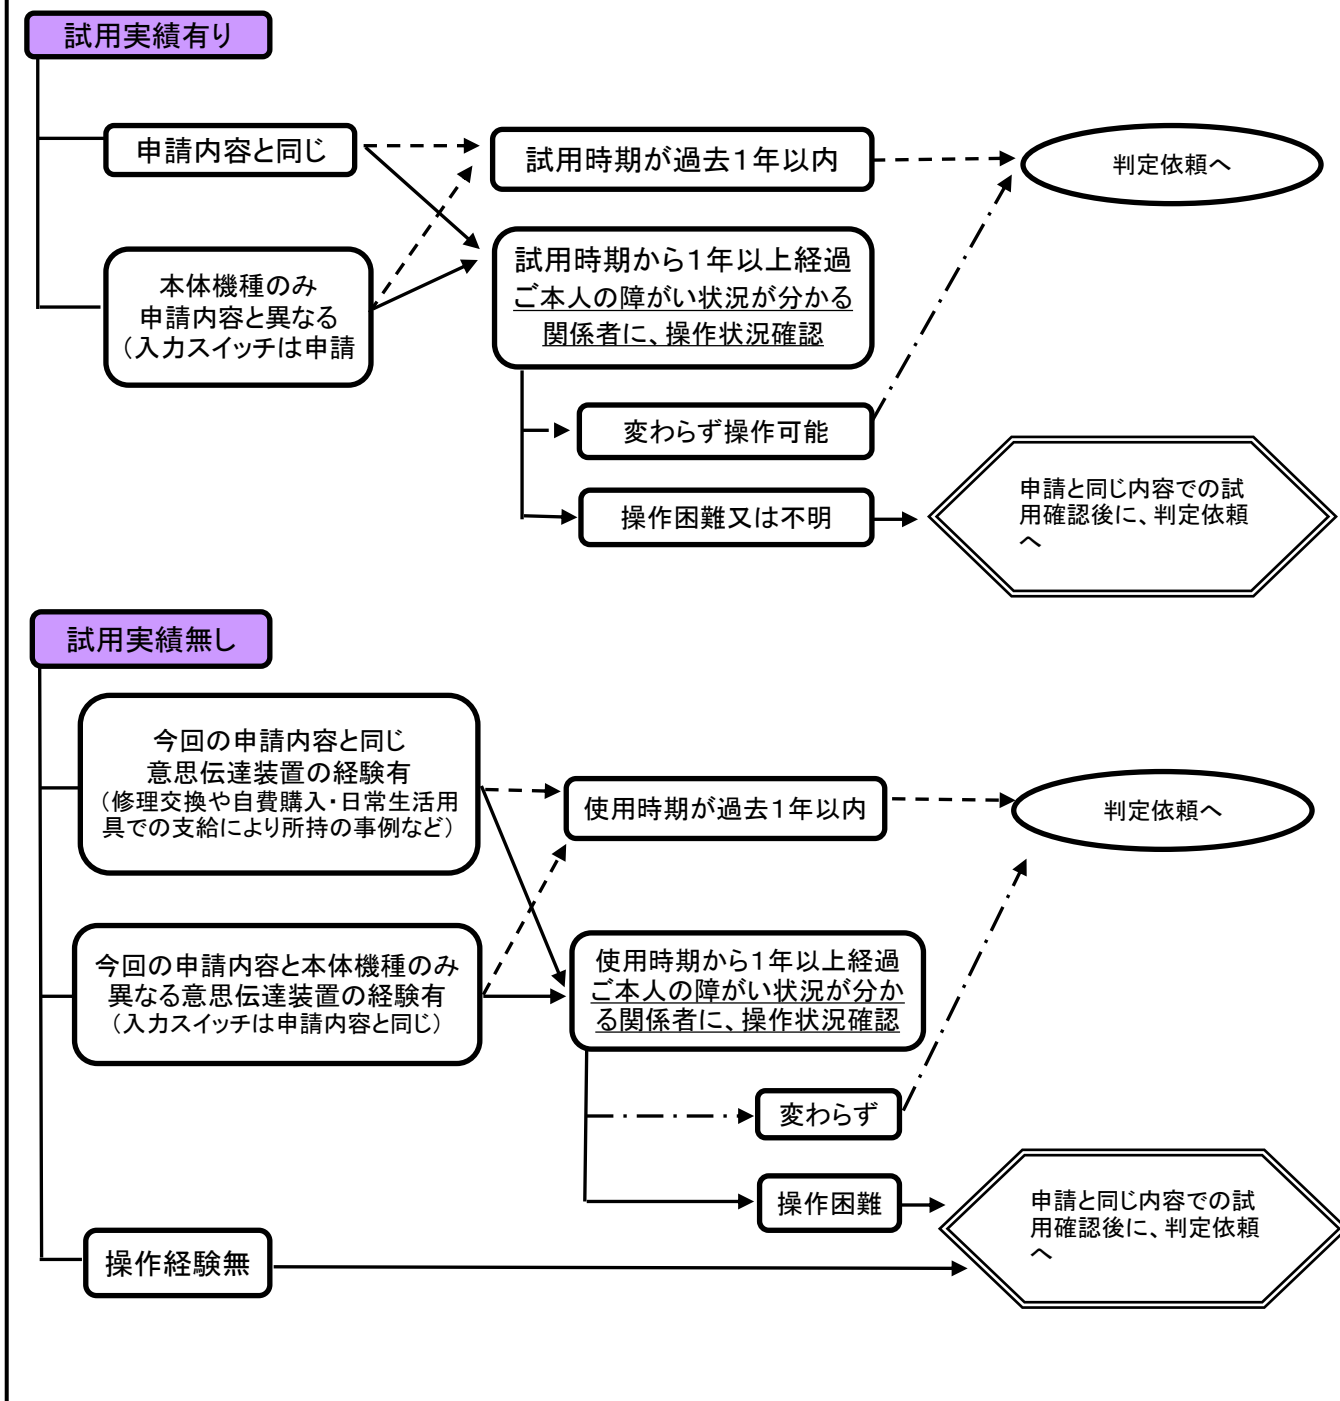 試用実績有り
申請内容と同じ
試用時期が過去１年以内
判定依頼へ
本体機種のみ
申請内容と異なる
（入力スイッチは申請
試用時期から１年以上経過
ご本人の障がい状況が分かる
関係者に、操作状況確認
変わらず操作可能
操作困難又は不明
申請と同じ内容での試
用確認後に、判定依頼
へ
試用実績無し
今回の申請内容と同じ
意思伝達装置の経験有
（修理交換や自費購入・日常生活用
具での支給により所持の事例など）
使用時期が過去１年以内
判定依頼へ
今回の申請内容と本体機種のみ
異なる意思伝達装置の経験有
（入力スイッチは申請内容と同じ）
使用時期から１年以上経過
ご本人の障がい状況が分か
る関係者に、操作状況確認
変わらず
操作困難
申請と同じ内容での試
用確認後に、判定依頼
へ
操作経験無